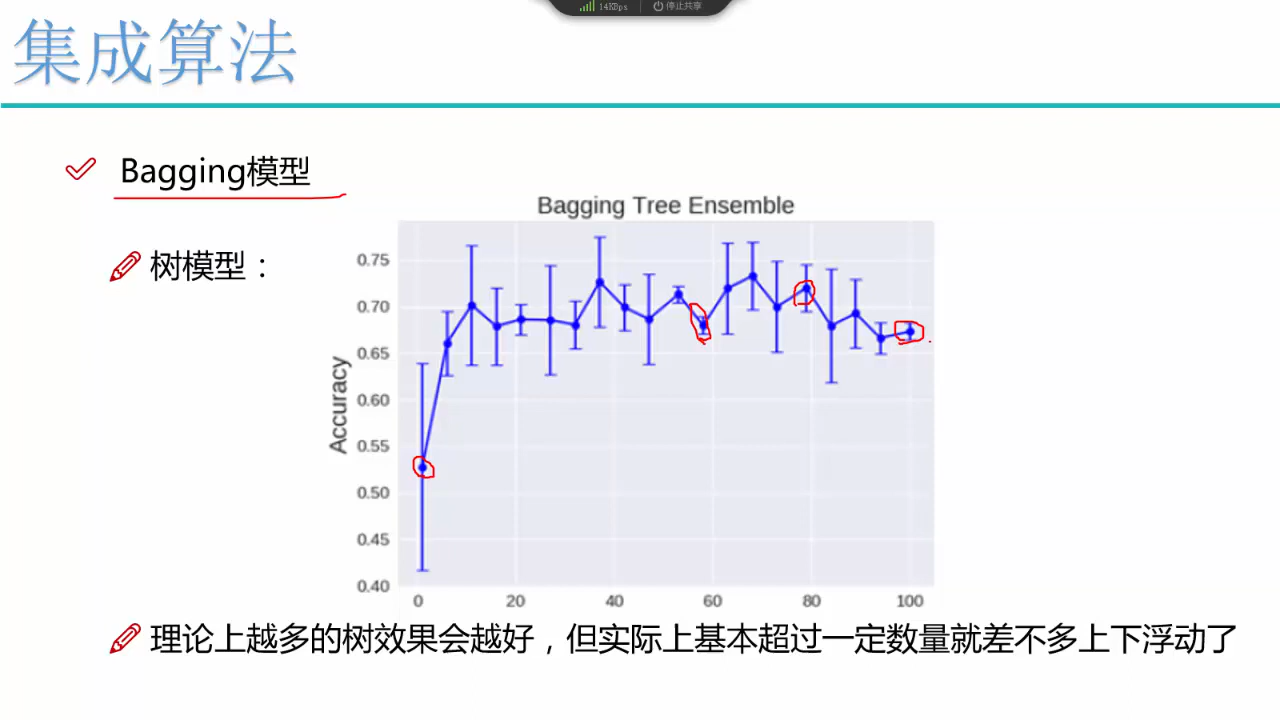 14KBps 停止共享
集成算法
Bagging模型
Bagging Tree Ensemble
树模型：
0.75
0.70
0.65
0.60
0.55
0.50
0.45
0.40
Accuracy
0 20 40 60 80 100
理论上越多的树效果会越好，但实际上基本超过一定数量就差不多上下浮动了